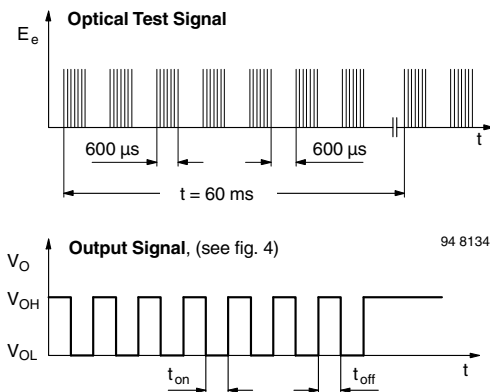 Optical Test Signal
E_e
600 µs
600 µs
t
t = 60 ms
Output Signal, (see fig. 4)
94 8134
V_O
V_OH
V_OL
t_on
t_off
t